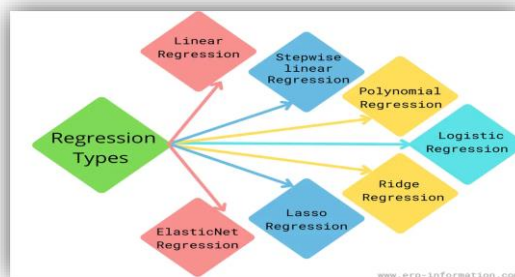 Linear
Regression
Stepwise
linear
Regression
Polynomial
Regression
Regression
Types
Logistic
Regression
Ridge
Regression
Lasso
Regression
ElasticNet
Regression
www.erp-information.com